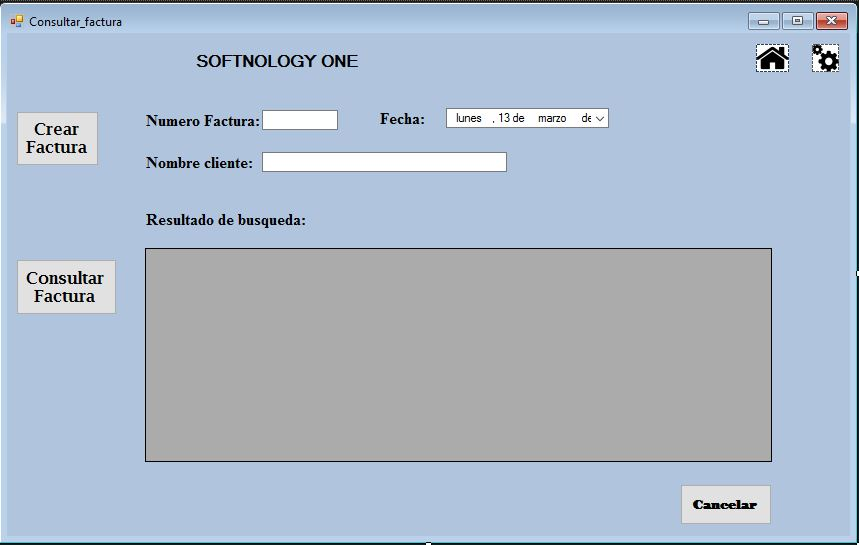 Consultar_factura
SOFTNOLOGY ONE
Crear
Factura
Numero Factura:
Fecha:
lunes , 13 de marzo de
Nombre cliente:
Resultado de busqueda:
Consultar
Factura
Cancelar